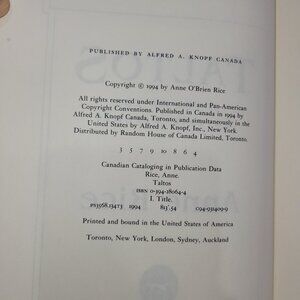 PUBLISHED BY ALFRED A. KNOPF CANADA
Copyright © 1994 by Anne O'Brien Rice
All rights reserved under International and Pan-American
Copyright Conventions. Published in Canada in 1994 by
Alfred A. Knopf Canada, Toronto, and simultaneously in the
United States by Alfred A. Knopf, Inc., New York.
Distributed by Random House of Canada Limited, Toronto.
3 5 7 9 10 8 6 4
Canadian Cataloging in Publication Data
Rice, Anne.
Taltos
ISBN 0-394-28064-4
I. Title.
PS3568.I3T3 1994 813'.54
Printed and bound in the United States of America
Toronto, New York, London, Sydney, Auckland